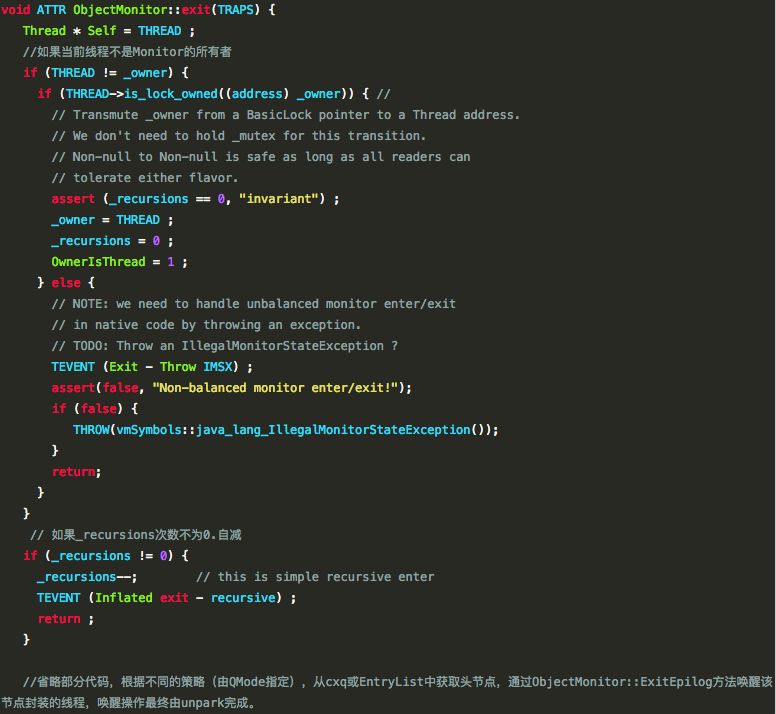 void ATTR ObjectMonitor::exit(TRAPS) {
   Thread * Self = THREAD ;
   //如果当前线程不是Monitor的所有者
   if (THREAD != _owner) {
     if (THREAD->is_lock_owned((address) _owner)) { //
       // Transmute _owner from a BasicLock pointer to a Thread address.
       // We don't need to hold _mutex for this transition.
       // Non-null to Non-null is safe as long as all readers can
       // tolerate either flavor.
       assert (_recursions == 0, "invariant") ;
       _owner = THREAD ;
       _recursions = 0 ;
       OwnerIsThread = 1 ;
     } else {
       // NOTE: we need to handle unbalanced monitor enter/exit
       // in native code by throwing an exception.
       // TODO: Throw an IllegalMonitorStateException ?
       TEVENT (Exit - Throw IMSX) ;
       assert(false, "Non-balanced monitor enter/exit!");
       if (false) {
          THROW(vmSymbols::java_lang_IllegalMonitorStateException());
       }
       return;
     }
   }
    // 如果_recursions次数不为0.自减
   if (_recursions != 0) {
     _recursions--;        // this is simple recursive enter
     TEVENT (Inflated exit - recursive) ;
     return ;
   }

   //省略部分代码，根据不同的策略（由QMode指定），从cxq或EntryList中获取头节点，通过ObjectMonitor::ExitEpilog方法唤醒该
节点封装的线程，唤醒操作最终由unpark完成。